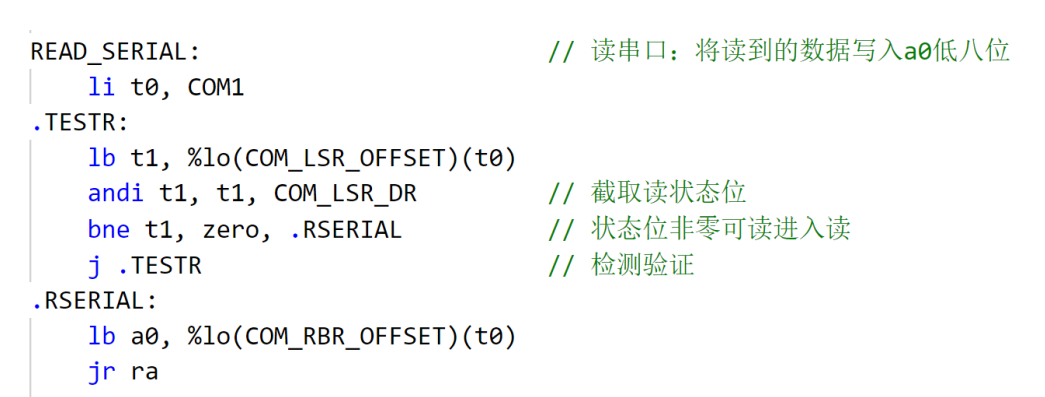 READ_SERIAL: // 读串口：将读到的数据写入a0低八位
li t0, COM1
.TESTR:
lb t1, %lo(COM_LSR_OFFSET)(t0)
andi t1, t1, COM_LSR_DR // 截取读状态位
bne t1, zero, .RSERIAL // 状态位非零可读进入读
j .TESTR // 检测验证
.RSERIAL:
lb a0, %lo(COM_RBR_OFFSET)(t0)
jr ra